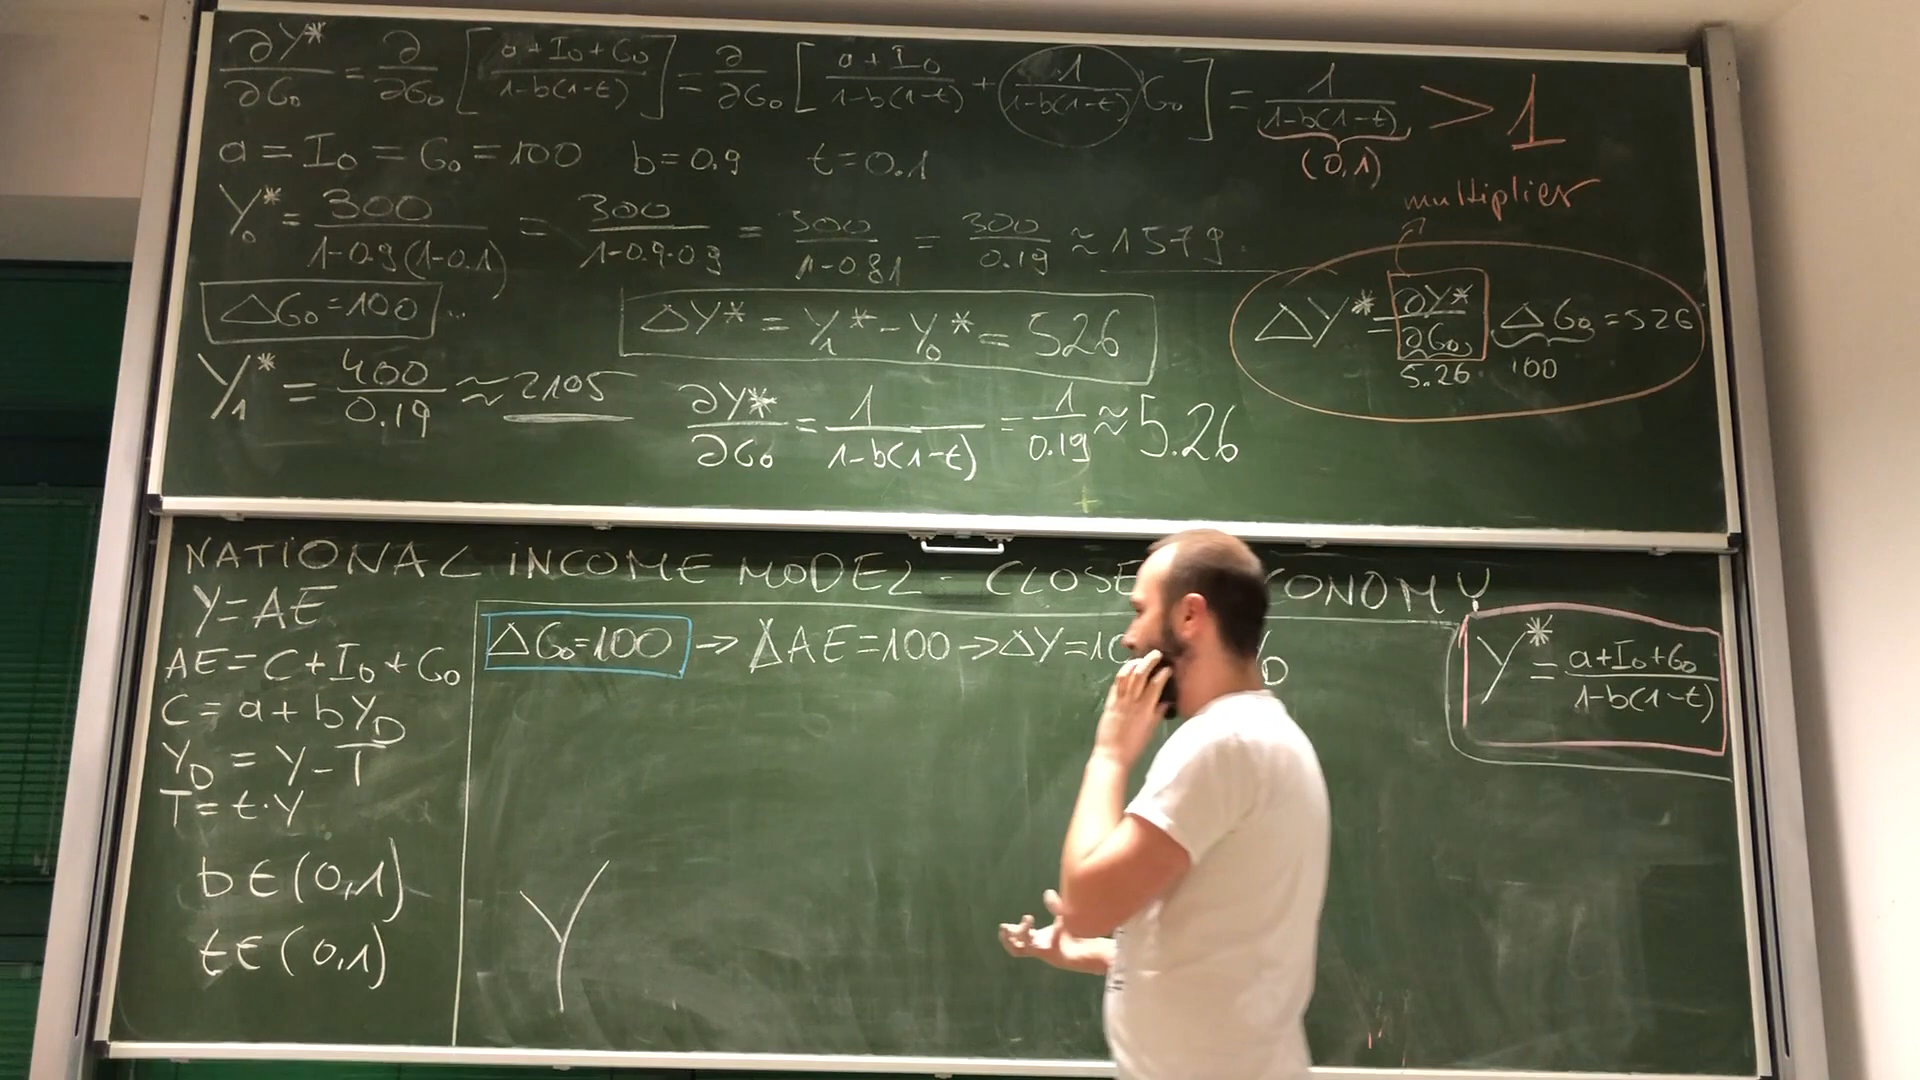 ∂Y*/∂G₀ = ∂/∂G₀ [ (a+I₀+G₀)/(1-b(1-t)) ] = ∂/∂G₀ [ (a+I₀)/(1-b(1-t)) + 1/(1-b(1-t)) G₀ ] = 1/(1-b(1-t)) > 1
(0,1)
a = I₀ = G₀ = 100 b=0.9 t=0.1
multiplier
Y₀* = 300/(1-0.9(1-0.1)) = 300/(1-0.9·0.9) = 300/(1-0.81) = 300/0.19 ≈ 1579
ΔG₀=100
ΔY* = Y₁* - Y₀* = 526
ΔY* = ∂Y*/∂G₀ · ΔG₀ = 526
5.26 100
Y₁* = 400/0.19 ≈ 2105
∂Y*/∂G₀ = 1/(1-b(1-t)) = 1/0.19 ≈ 5.26
NATIONAL INCOME MODEL - CLOSE ONOMY
Y=AE
ΔG₀=100 → ΔAE=100 → ΔY=10 D
Y* = (a+I₀+G₀)/(1-b(1-t))
AE = C+I₀+G₀
C = a + bY_D
Y_D = Y-T
T = t·Y
b∈(0,1)
t∈(0,1)
Y